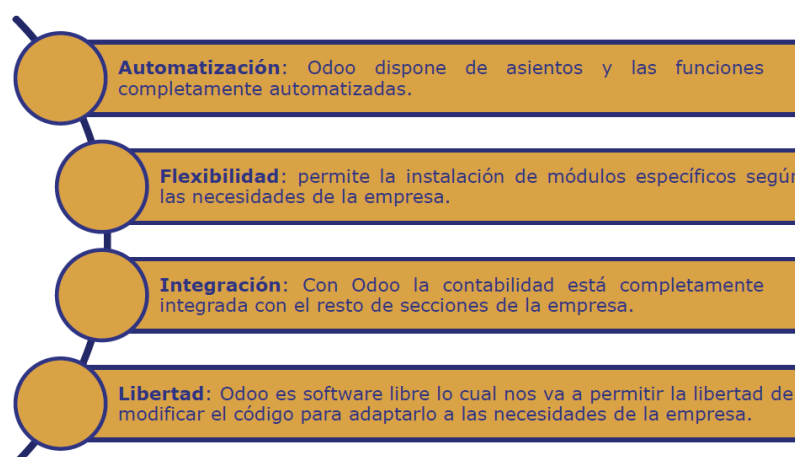 Automatización: Odoo dispone de asientos y las funciones
completamente automatizadas.
Flexibilidad: permite la instalación de módulos específicos según
las necesidades de la empresa.
Integración: Con Odoo la contabilidad está completamente
integrada con el resto de secciones de la empresa.
Libertad: Odoo es software libre lo cual nos va a permitir la libertad de
modificar el código para adaptarlo a las necesidades de la empresa.